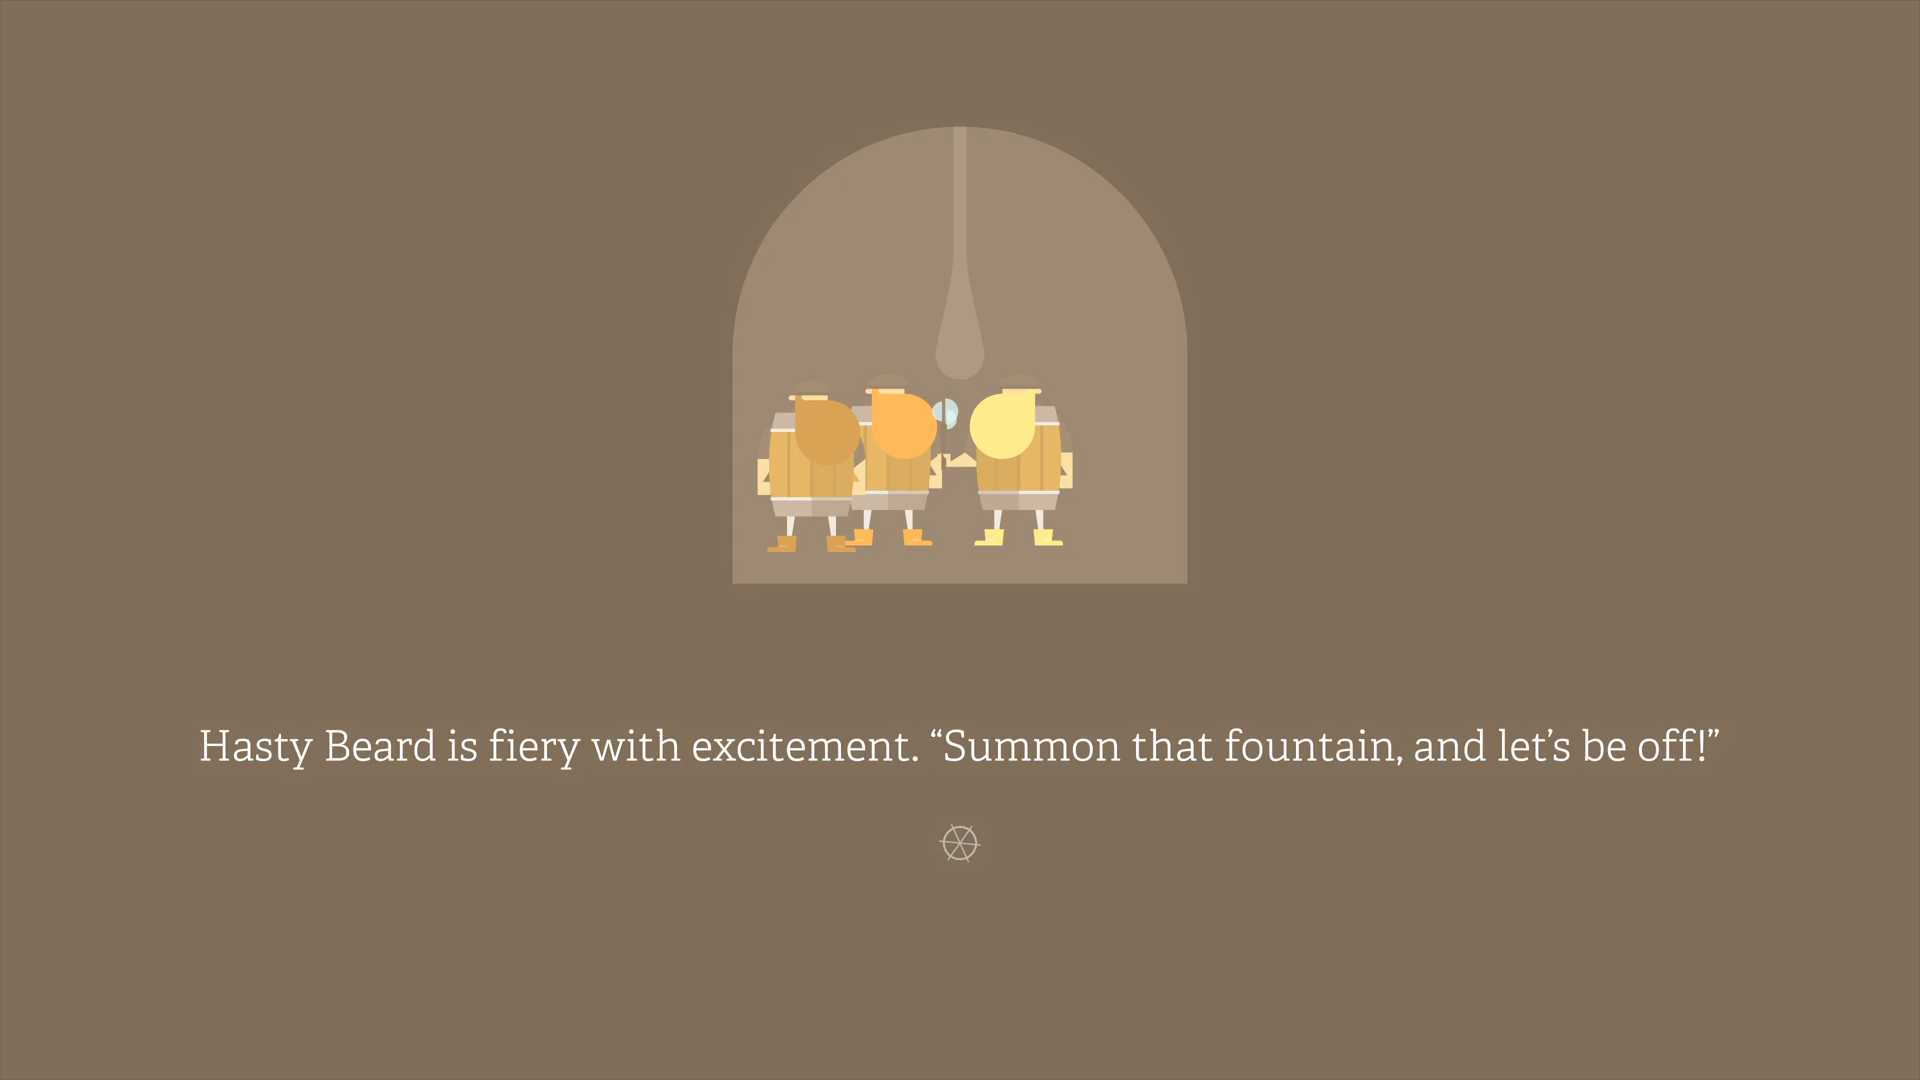 Hasty Beard is fiery with excitement. “Summon that fountain, and let’s be off!”